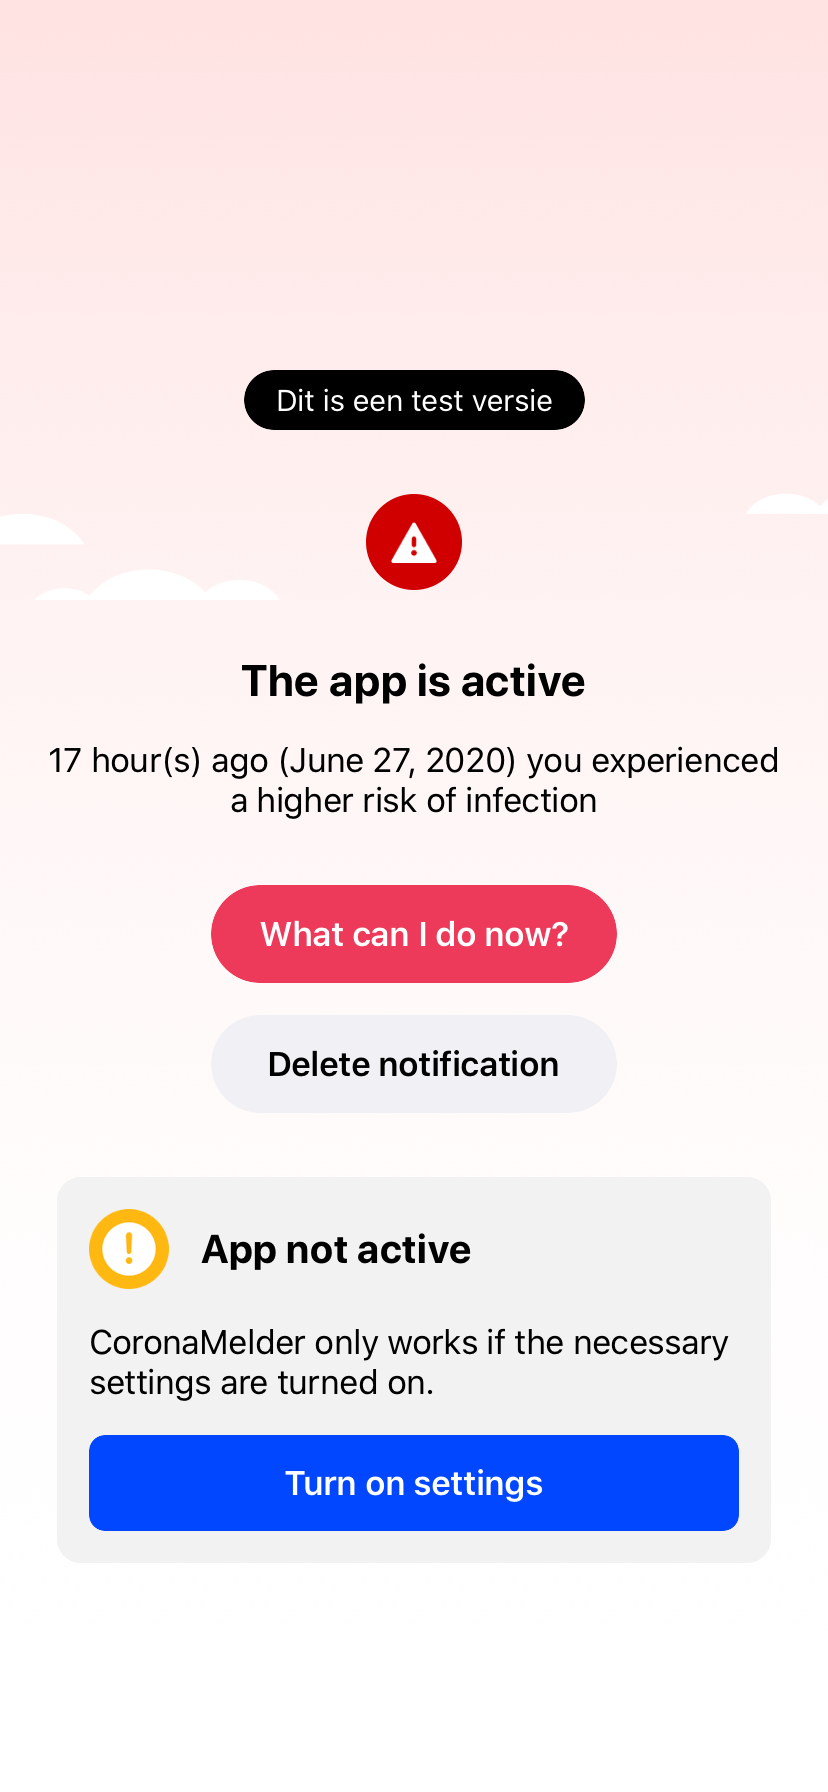 Dit is een test versie
The app is active
17 hour(s) ago (June 27, 2020) you experienced
a higher risk of infection
What can I do now?
Delete notification
App not active
CoronaMelder only works if the necessary
settings are turned on.
Turn on settings